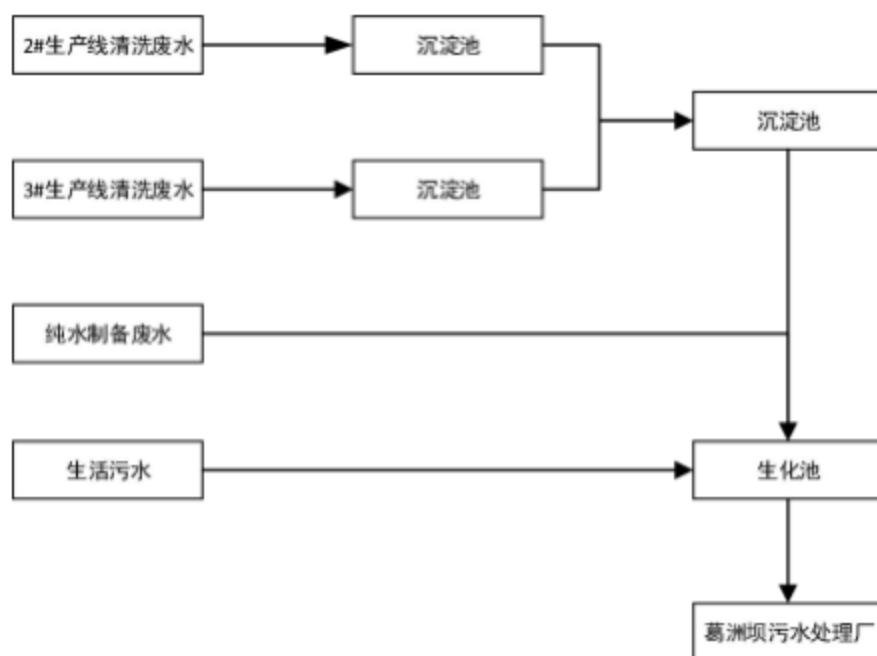 2#生产线清洗废水
沉淀池
沉淀池
3#生产线清洗废水
沉淀池
纯水制备废水
生活污水
生化池
葛洲坝污水处理厂